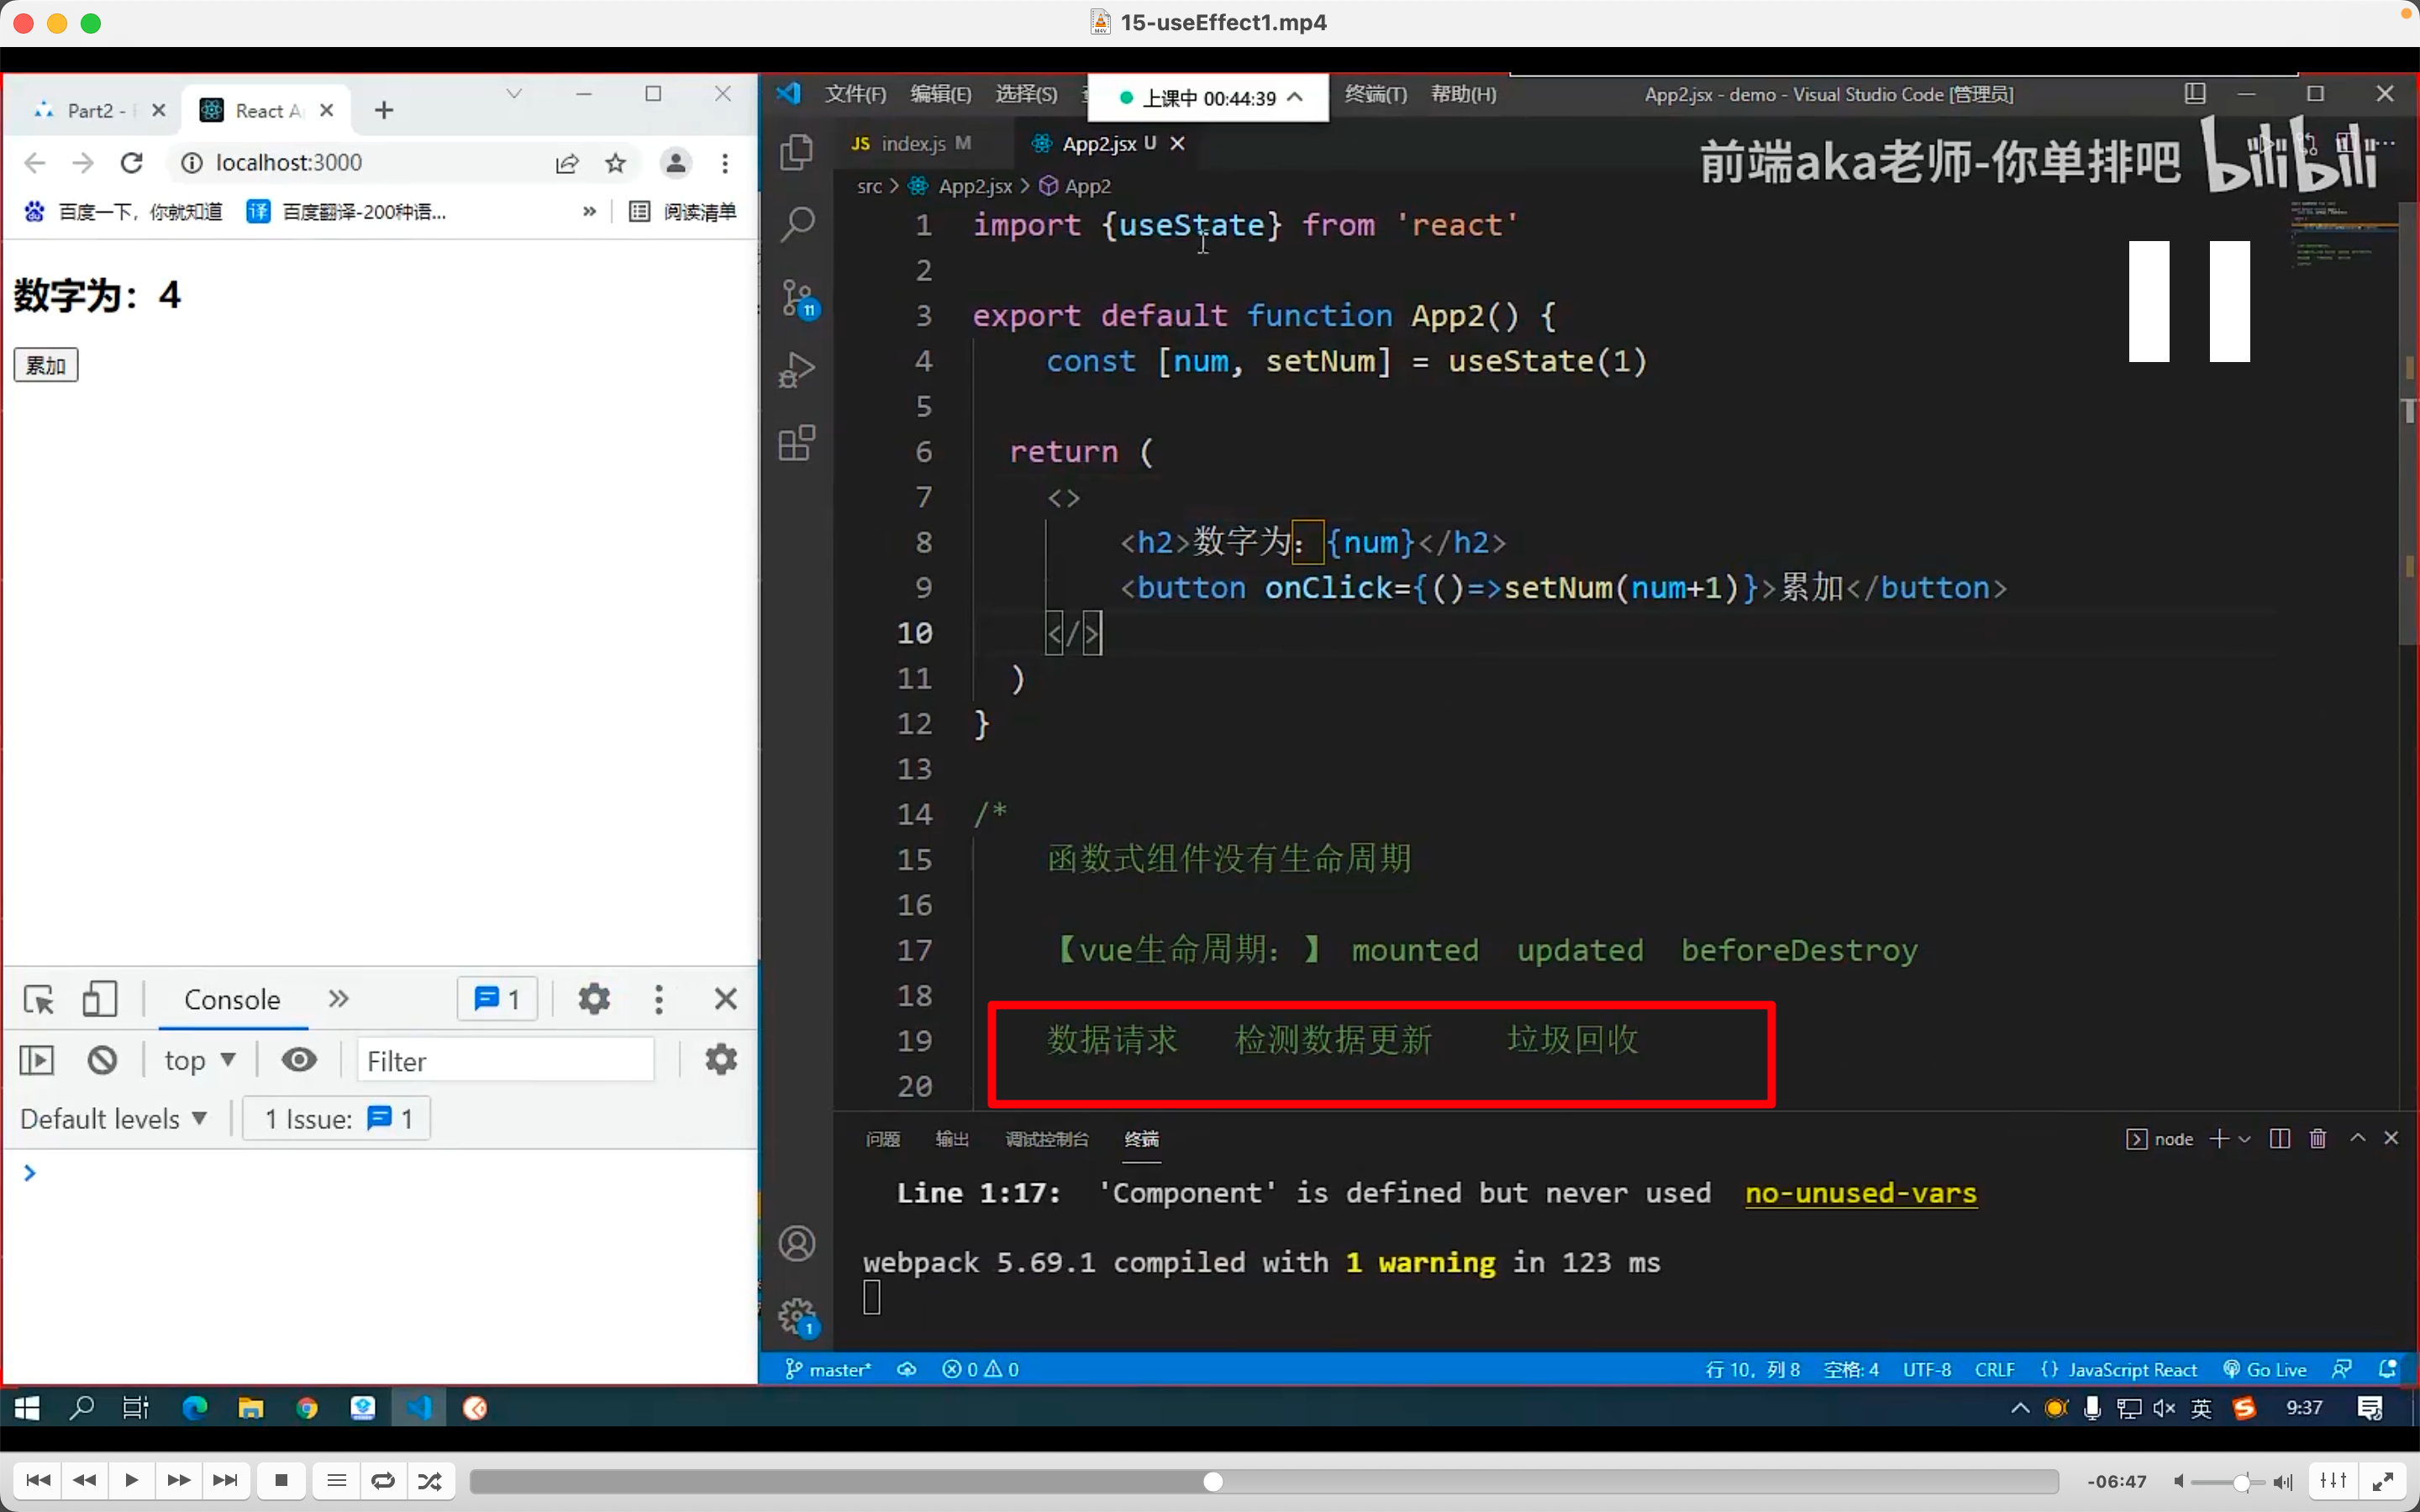 15-useEffect1.mp4
Part2 -
React A
localhost:3000
百度一下，你就知道
译
百度翻译-200种语...
»
阅读清单
数字为：4
累加
Console
1
top
Filter
Default levels
1 Issue:
1
文件(F)
编辑(E)
选择(S)
上课中 00:44:39
终端(T)
帮助(H)
App2.jsx - demo - Visual Studio Code [管理员]
JS index.js M
App2.jsx U
前端aka老师-你单排吧 bilibili
src > App2.jsx > App2
11
1 import {useState} from 'react'
2
3 export default function App2() {
4 const [num, setNum] = useState(1)
5
6 return (
7 <>
8 <h2>数字为：{num}</h2>
9 <button onClick={()=>setNum(num+1)}>累加</button>
10 </>
11 )
12 }
13
14 /*
15 函数式组件没有生命周期
16
17 【vue生命周期：】 mounted updated beforeDestroy
18
19 数据请求 检测数据更新 垃圾回收
20
问题
输出
调试控制台
终端
node
Line 1:17: 'Component' is defined but never used no-unused-vars
webpack 5.69.1 compiled with 1 warning in 123 ms
1
master*
0
0
行 10，列 8
空格: 4
UTF-8
CRLF
{} JavaScript React
Go Live
英
9:37
-06:47